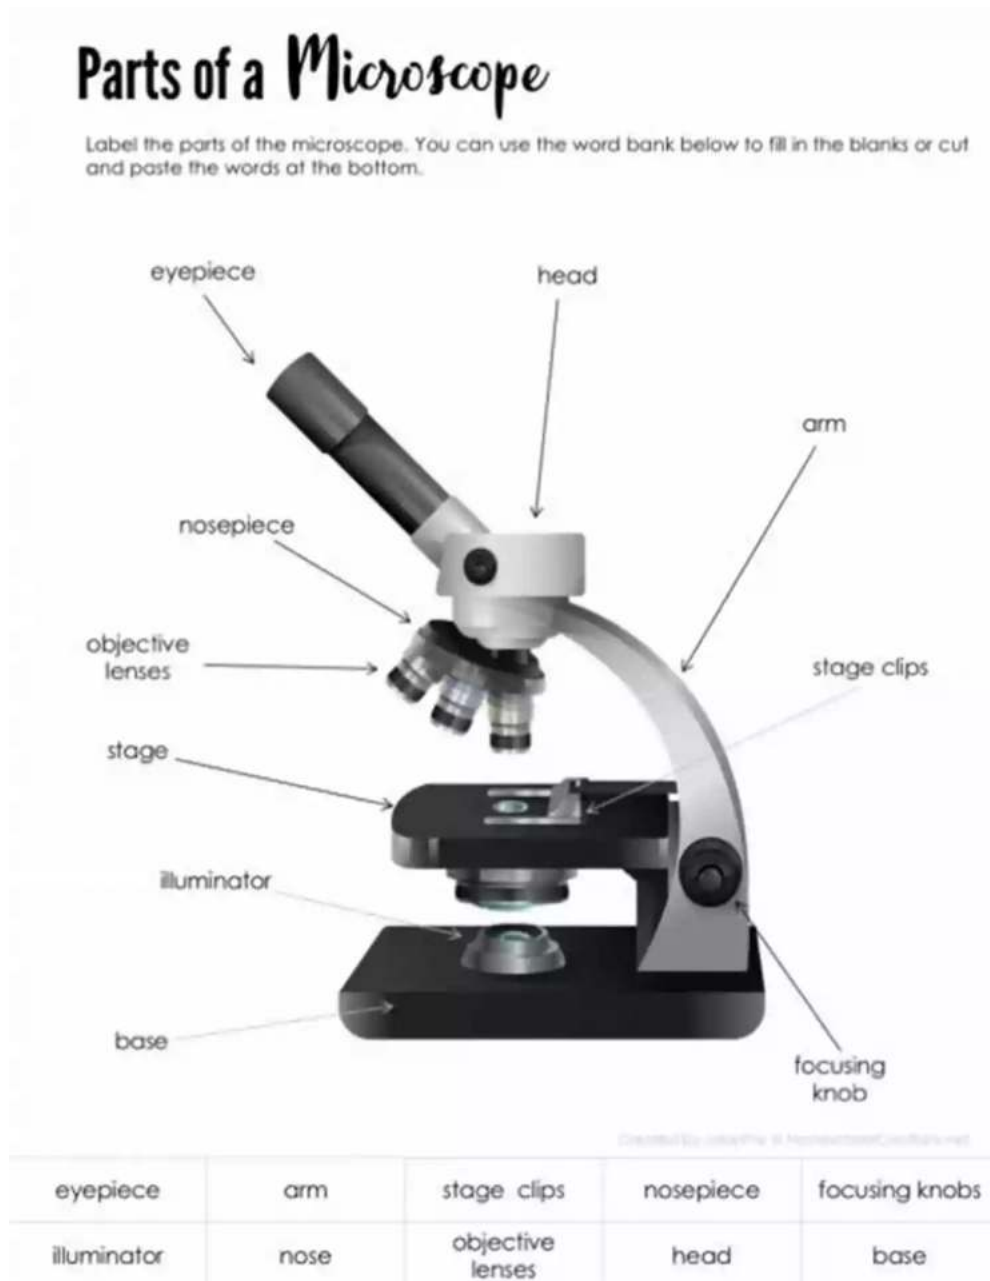 Parts of a Microscope
Label the parts of the microscope. You can use the word bank below to fill in the blanks or cut
and paste the words at the bottom.
eyepiece
head
arm
nosepiece
objective
lenses
stage clips
stage
illuminator
base
focusing
knob
eyepiece
arm
stage clips
nosepiece
focusing knobs
illuminator
nose
objective
lenses
head
base